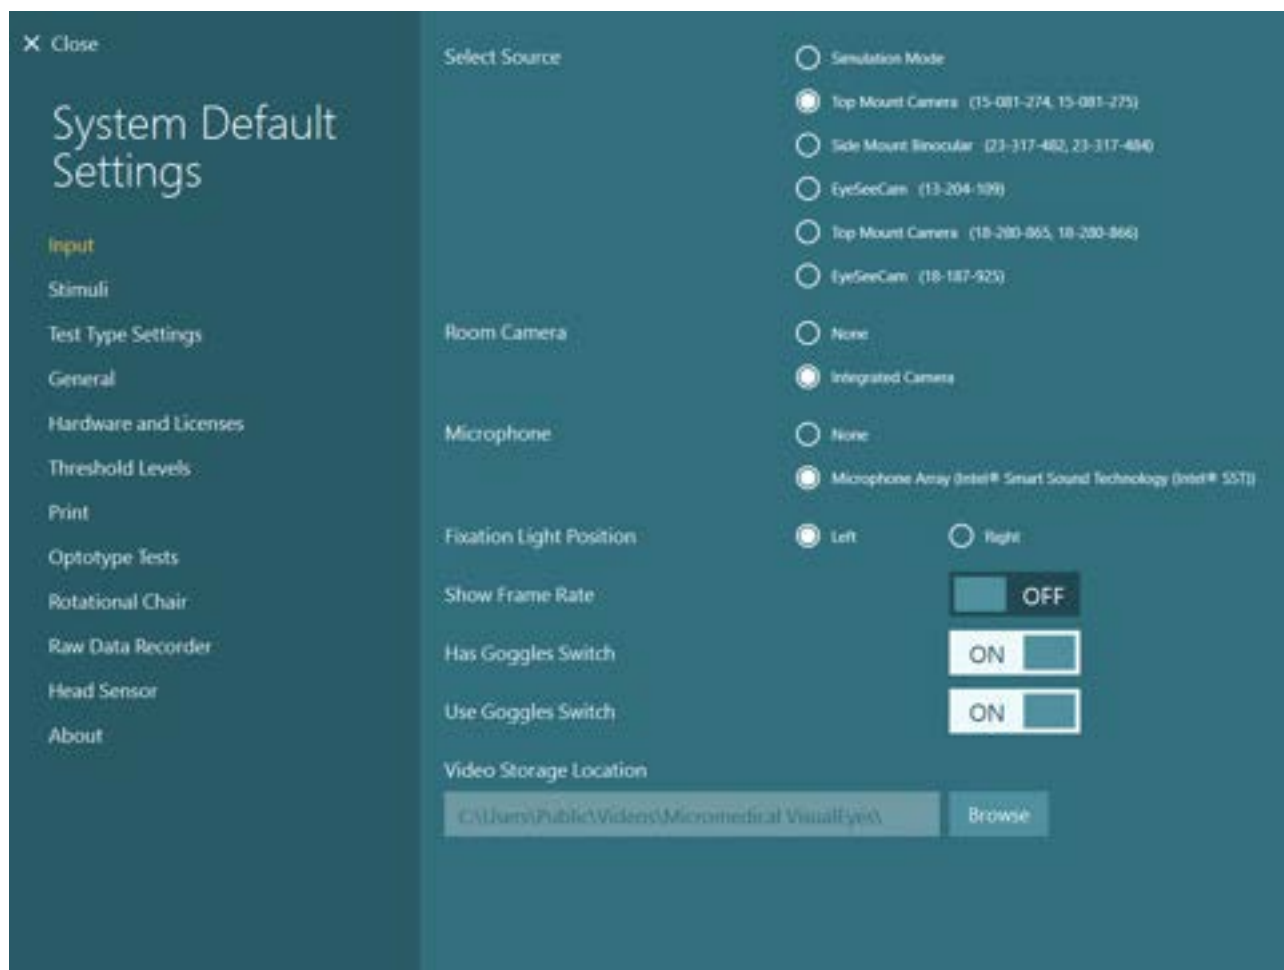 Close
System Default
Settings
Input
Stimuli
Test Type Settings
General
Hardware and Licenses
Threshold Levels
Print
Optotype Tests
Rotational Chair
Raw Data Recorder
Head Sensor
About
Select Source
Simulation Mode
Top Mount Camera (15-081-274, 15-081-275)
Side Mount Binocular (23-317-482, 23-317-484)
EyeSeeCam (13-204-109)
Top Mount Camera (18-280-865, 18-280-866)
EyeSeeCam (18-187-925)
Room Camera
None
Integrated Camera
Microphone
None
Microphone Array (Intel® Smart Sound Technology (Intel® SST))
Fixation Light Position
Left Right
Show Frame Rate
OFF
Has Goggles Switch
ON
Use Goggles Switch
ON
Video Storage Location
C:\Users\Public\Videos\Micromedical VisualEyes\
Browse